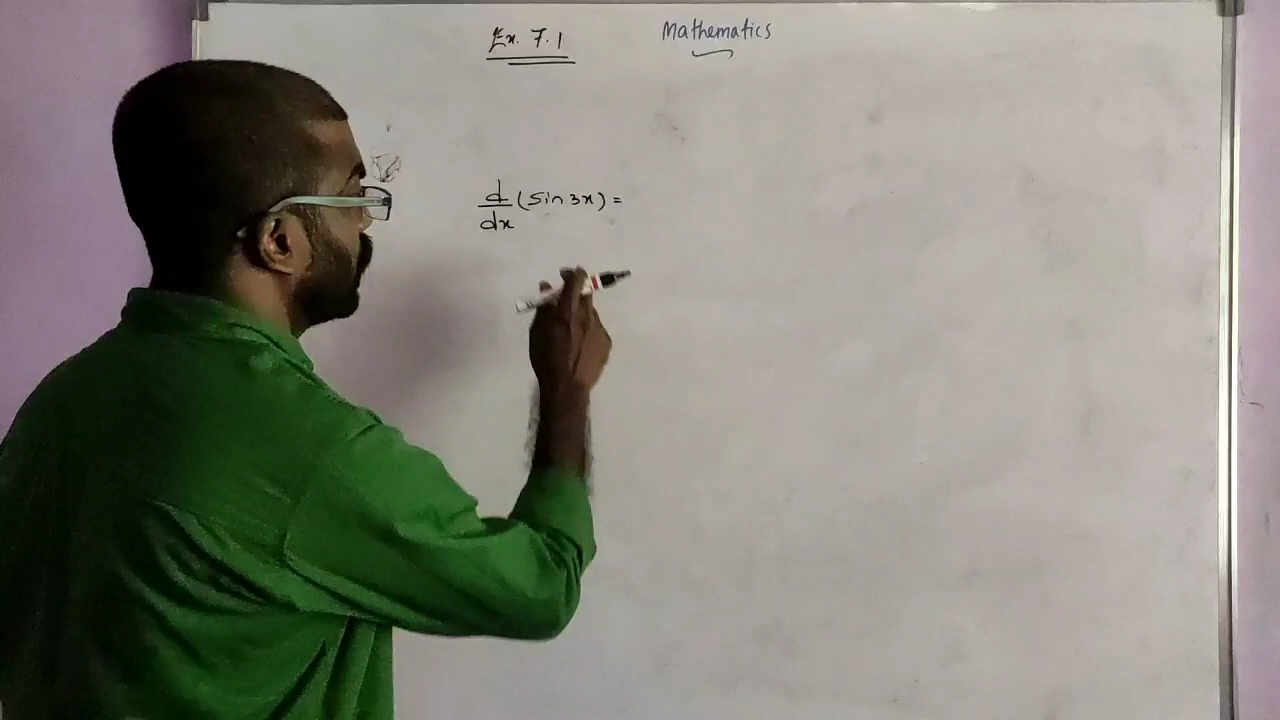 Ex. 7.1
Mathematics
d/dx (Sin 3x) =